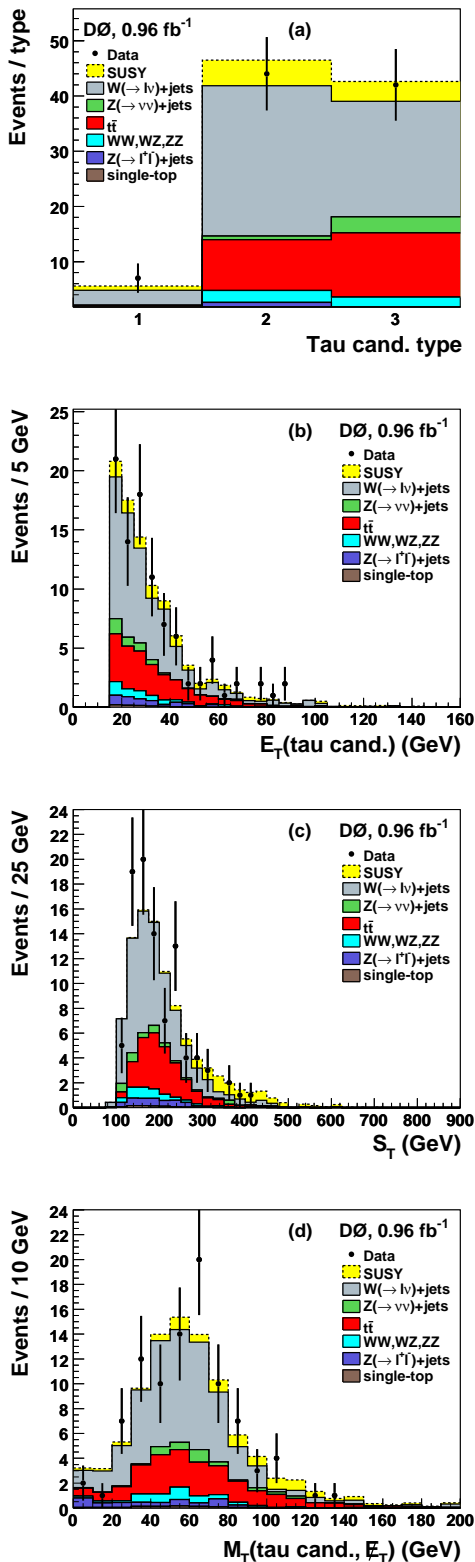 Events / type
50
40
30
20
10
DØ, 0.96 fb⁻¹ (a)
Data
SUSY
W(→ lν)+jets
Z(→ νν)+jets
tt̄
WW,WZ,ZZ
Z(→ l⁺l⁻)+jets
single-top
1 2 3
Tau cand. type
Events / 5 GeV
25
20
15
10
5
0
(b) DØ, 0.96 fb⁻¹
Data
SUSY
W(→ lν)+jets
Z(→ νν)+jets
tt̄
WW,WZ,ZZ
Z(→ l⁺l⁻)+jets
single-top
0 20 40 60 80 100 120 140 160
E_T(tau cand.) (GeV)
Events / 25 GeV
24
22
20
18
16
14
12
10
8
6
4
2
0
(c) DØ, 0.96 fb⁻¹
Data
SUSY
W(→ lν)+jets
Z(→ νν)+jets
tt̄
WW,WZ,ZZ
Z(→ l⁺l⁻)+jets
single-top
0 100 200 300 400 500 600 700 800 900
S_T (GeV)
Events / 10 GeV
24
22
20
18
16
14
12
10
8
6
4
2
0
(d) DØ, 0.96 fb⁻¹
Data
SUSY
W(→ lν)+jets
Z(→ νν)+jets
tt̄
WW,WZ,ZZ
Z(→ l⁺l⁻)+jets
single-top
0 20 40 60 80 100 120 140 160 180 200
M_T(tau cand., E̸_T) (GeV)